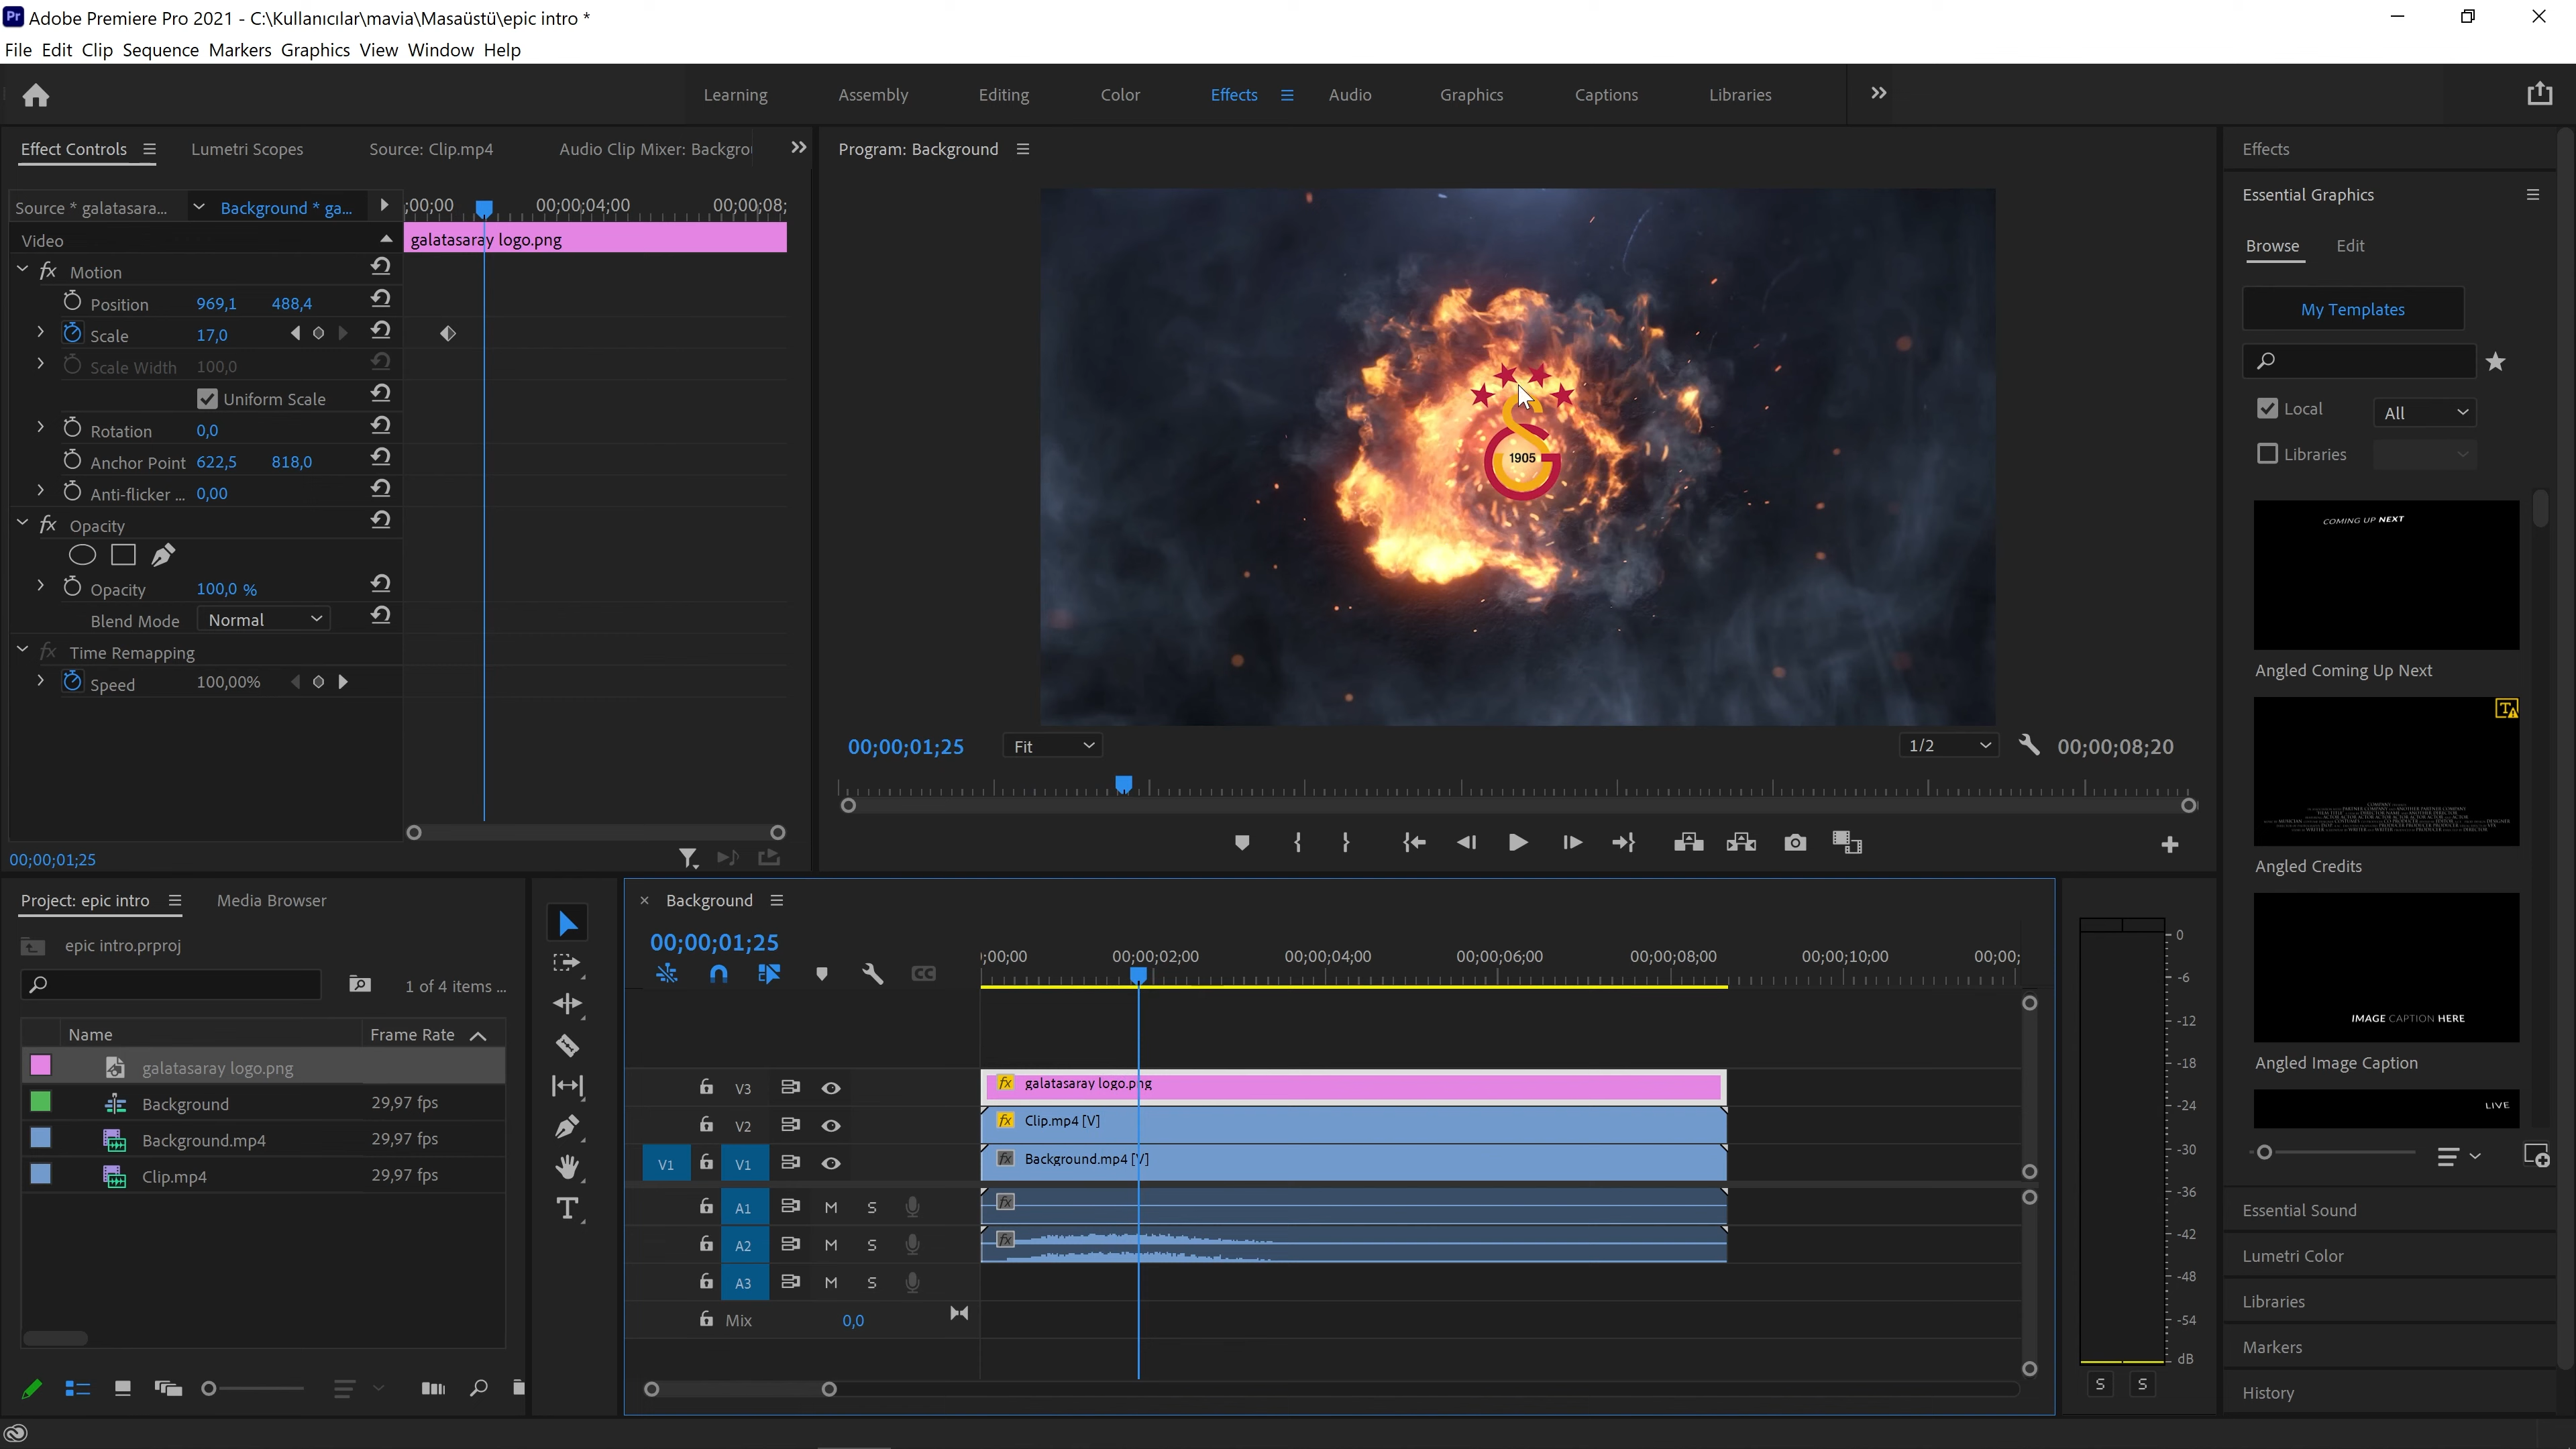 Adobe Premiere Pro 2021 - C:\Kullanıcılar\mavia\Masaüstü\epic intro *
File Edit Clip Sequence Markers Graphics View Window Help
Learning Assembly Editing Color Effects Audio Graphics Captions Libraries
Effect Controls Lumetri Scopes Source: Clip.mp4 Audio Clip Mixer: Backgrou
Source * galatasara... Background * ga...
;00;00 00;00;04;00 00;00;08;
Video
galatasaray logo.png
fx Motion
Position 969,1 488,4
Scale 17,0
Scale Width 100,0
Uniform Scale
Rotation 0,0
Anchor Point 622,5 818,0
Anti-flicker ... 0,00
fx Opacity
Opacity 100,0 %
Blend Mode Normal
fx Time Remapping
Speed 100,00%
00;00;01;25
Program: Background
1905
00;00;01;25 Fit 1/2 00;00;08;20
Effects
Essential Graphics
Browse Edit
My Templates
Local All
Libraries
COMING UP NEXT
Angled Coming Up Next
Angled Credits
IMAGE CAPTION HERE
Angled Image Caption
LIVE
Essential Sound
Lumetri Color
Libraries
Markers
History
Project: epic intro Media Browser
epic intro.prproj
1 of 4 items ...
Name Frame Rate
galatasaray logo.png
Background 29,97 fps
Background.mp4 29,97 fps
Clip.mp4 29,97 fps
× Background
00;00;01;25
;00;00 00;00;02;00 00;00;04;00 00;00;06;00 00;00;08;00 00;00;10;00 00;00;
V3 fx galatasaray logo.png
V2 fx Clip.mp4 [V]
V1 V1 fx Background.mp4 [V]
A1 M S fx
A2 M S fx
A3 M S
Mix 0,0
0
-6
-12
-18
-24
-30
-36
-42
-48
-54
dB
S S